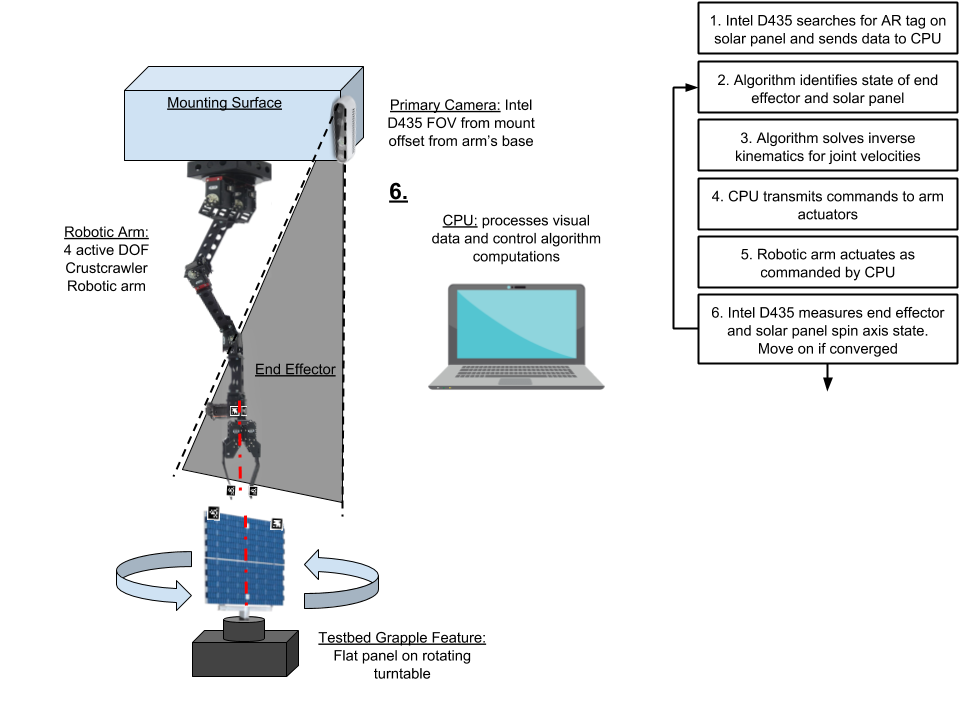 Mounting Surface
Primary Camera: Intel
D435 FOV from mount
offset from arm's base
6.
CPU: processes visual
data and control algorithm
computations
Robotic Arm:
4 active DOF
Crustcrawler
Robotic arm
End Effector
Testbed Grapple Feature:
Flat panel on rotating
turntable
1. Intel D435 searches for AR tag on
solar panel and sends data to CPU
2. Algorithm identifies state of end
effector and solar panel
3. Algorithm solves inverse
kinematics for joint velocities
4. CPU transmits commands to arm
actuators
5. Robotic arm actuates as
commanded by CPU
6. Intel D435 measures end effector
and solar panel spin axis state.
Move on if converged